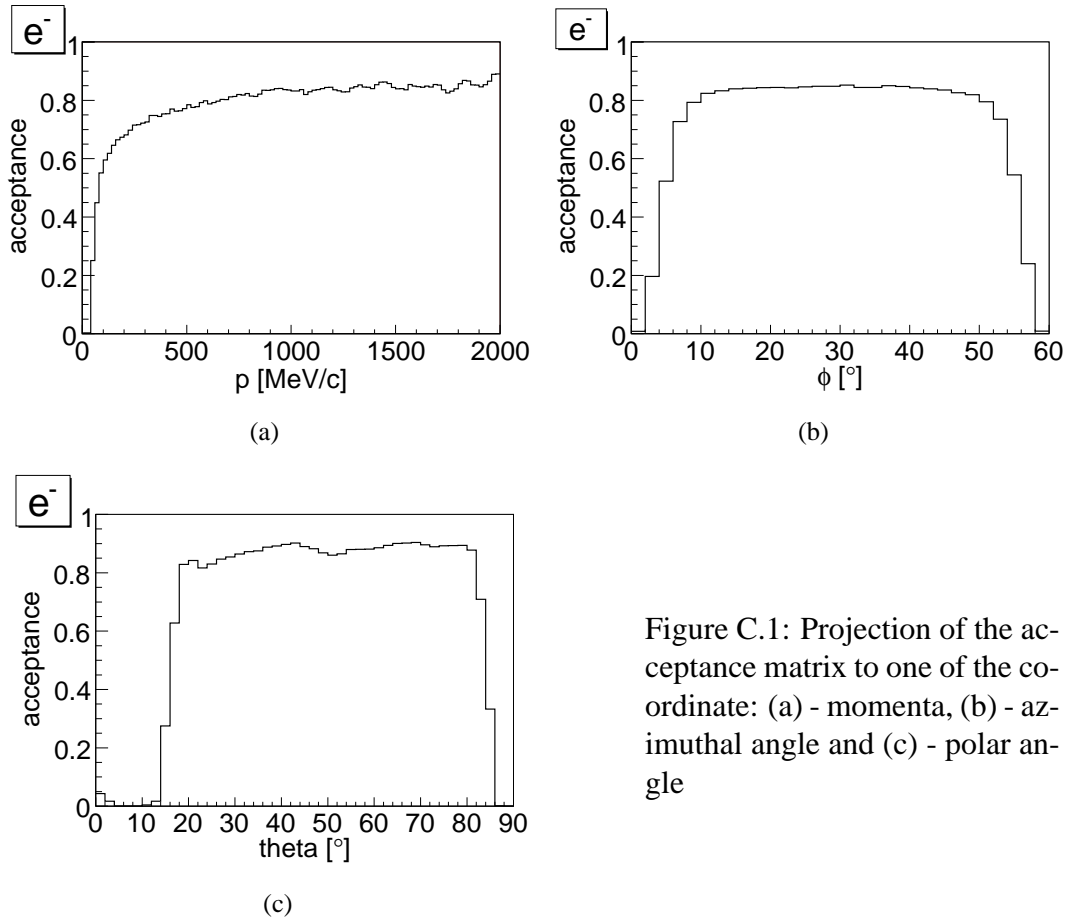 e-
1
0.8
0.6
0.4
0.2
0
acceptance
0 500 1000 1500 2000
p [MeV/c]
(a)
e-
1
0.8
0.6
0.4
0.2
0
acceptance
0 10 20 30 40 50 60
ϕ [°]
(b)
e-
1
0.8
0.6
0.4
0.2
0
acceptance
0 10 20 30 40 50 60 70 80 90
theta [°]
(c)
Figure C.1: Projection of the ac-
ceptance matrix to one of the co-
ordinate: (a) - momenta, (b) - az-
imuthal angle and (c) - polar an-
gle